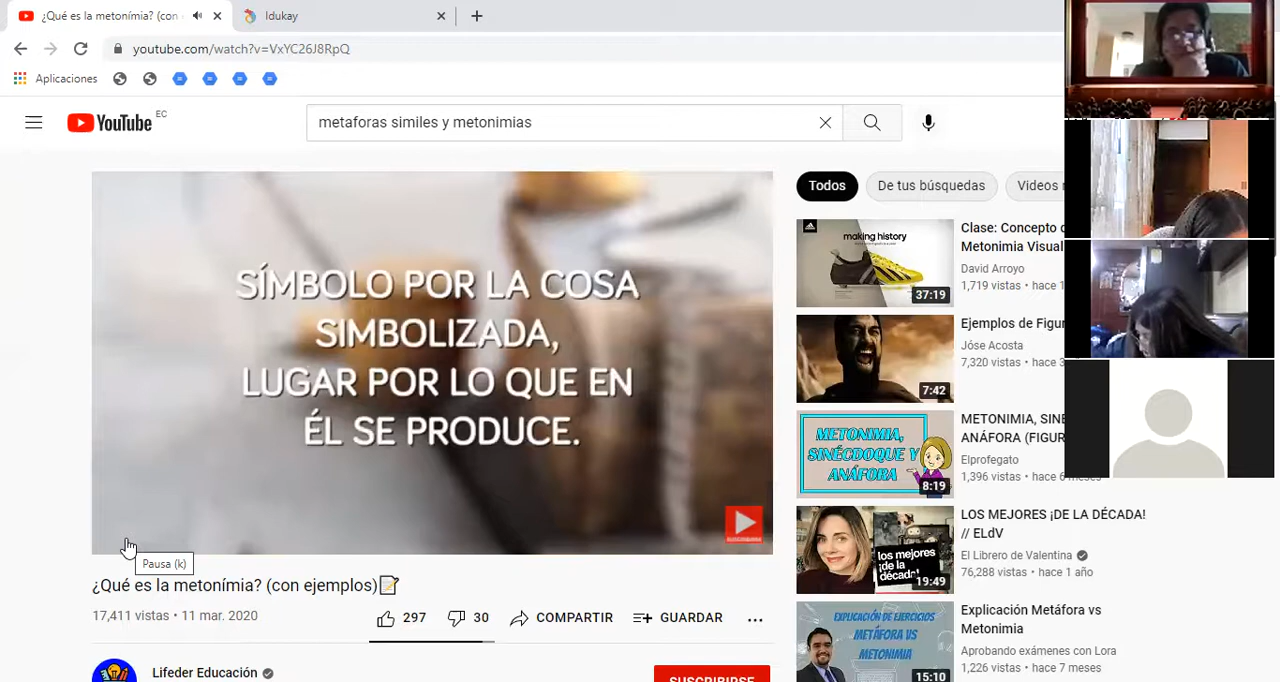 ¿Qué es la metonímia? (con
Idukay
youtube.com/watch?v=VxYC26J8RpQ
Aplicaciones
YouTube EC
metaforas similes y metonimias
SÍMBOLO POR LA COSA
SIMBOLIZADA,
LUGAR POR LO QUE EN
ÉL SE PRODUCE.
Pausa (k)
¿Qué es la metonímia? (con ejemplos)
17,411 vistas • 11 mar. 2020
297
30
COMPARTIR
GUARDAR
Lifeder Educación
SUSCRIBIRSE
Todos
De tus búsquedas
Videos
making history
37:19
Clase: Concepto
Metonimia Visual
David Arroyo
1,719 vistas • hace 1
7:42
Ejemplos de Figu
Jóse Acosta
7,320 vistas • hace
METONIMIA,
SINÉCDOQUE Y
ANÁFORA
8:19
METONIMIA, SINÉ
ANÁFORA (FIGUR
Elprofegato
1,396 vistas • hace 6 meses
los mejores
¡de la
década!
19:49
LOS MEJORES ¡DE LA DÉCADA!
// ELdV
El Librero de Valentina
76,288 vistas • hace 1 año
EXPLICACIÓN DE EJERCICIOS
METÁFORA VS
METONIMIA
15:10
Explicación Metáfora vs
Metonimia
Aprobando exámenes con Lora
1,226 vistas • hace 7 meses